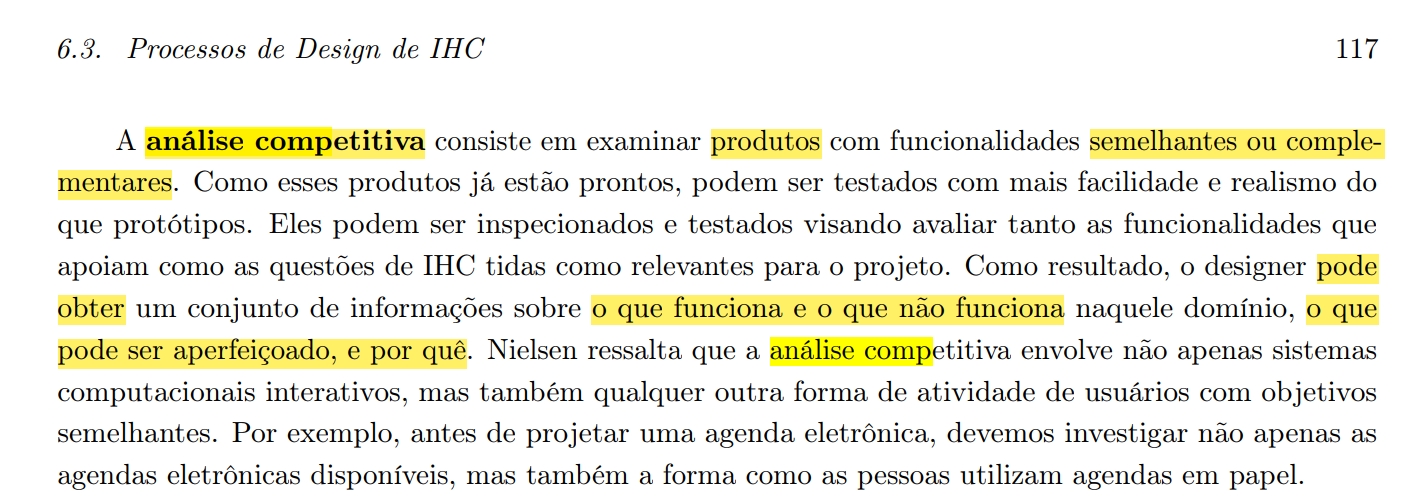 6.3. Processos de Design de IHC 117
A análise competitiva consiste em examinar produtos com funcionalidades semelhantes ou comple-
mentares. Como esses produtos já estão prontos, podem ser testados com mais facilidade e realismo do
que protótipos. Eles podem ser inspecionados e testados visando avaliar tanto as funcionalidades que
apoiam como as questões de IHC tidas como relevantes para o projeto. Como resultado, o designer pode
obter um conjunto de informações sobre o que funciona e o que não funciona naquele domínio, o que
pode ser aperfeiçoado, e por quê. Nielsen ressalta que a análise competitiva envolve não apenas sistemas
computacionais interativos, mas também qualquer outra forma de atividade de usuários com objetivos
semelhantes. Por exemplo, antes de projetar uma agenda eletrônica, devemos investigar não apenas as
agendas eletrônicas disponíveis, mas também a forma como as pessoas utilizam agendas em papel.